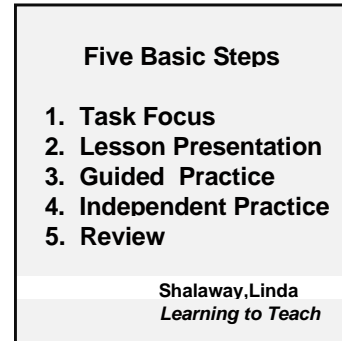 Five Basic Steps
1. Task Focus
2. Lesson Presentation
3. Guided Practice
4. Independent Practice
5. Review
Shalaway,Linda
Learning to Teach